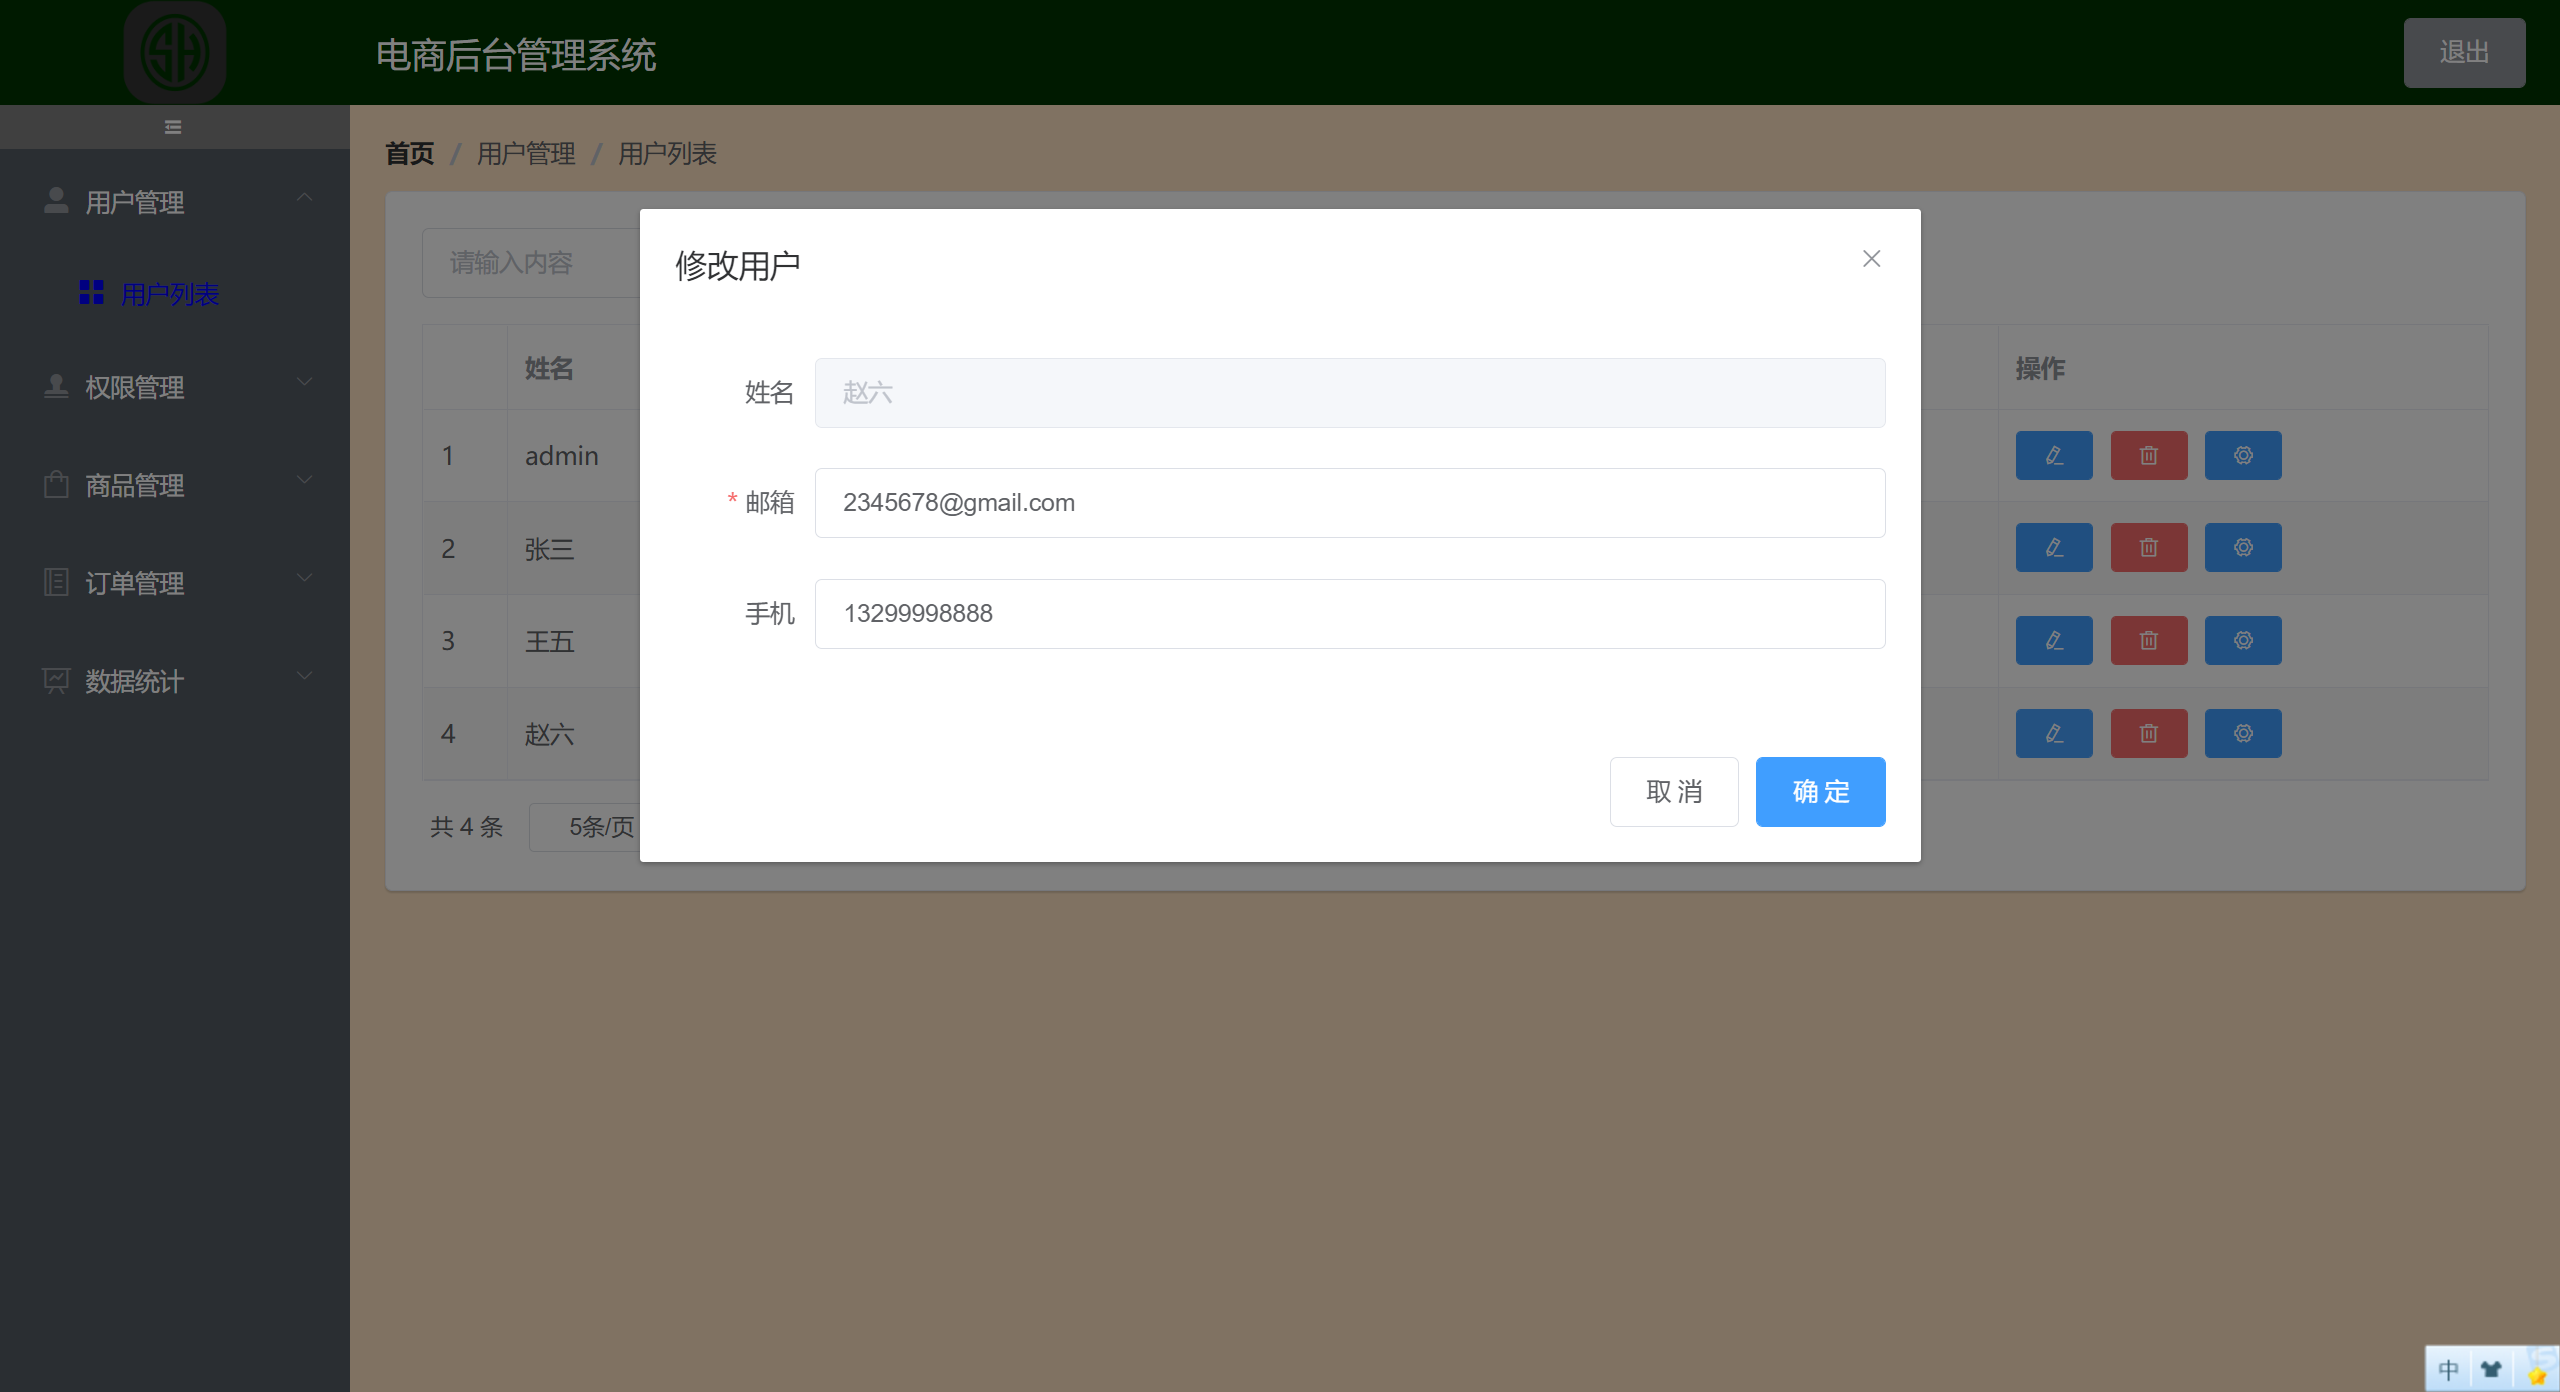 SH
电商后台管理系统
退出
首页 / 用户管理 / 用户列表
用户管理
用户列表
权限管理
商品管理
订单管理
数据统计
请输入内容
姓名
操作
1 admin
2 张三
3 王五
4 赵六
共 4 条
5条/页
修改用户
姓名 赵六
* 邮箱 2345678@gmail.com
手机 13299998888
取 消
确 定
中